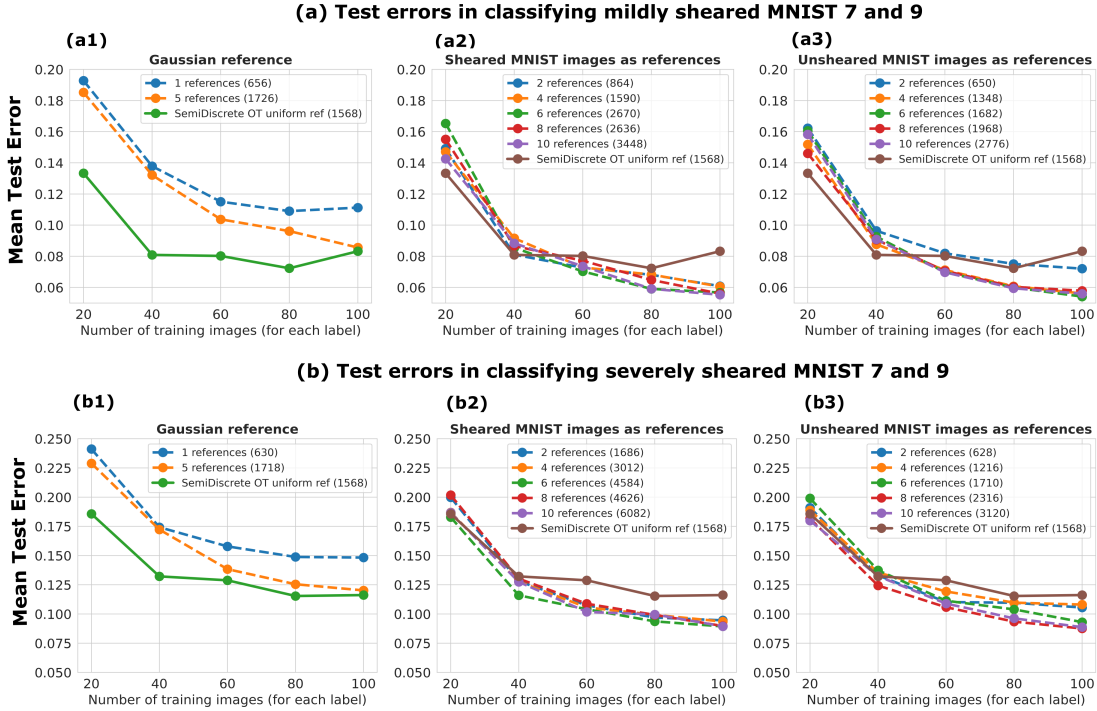 (a) Test errors in classifying mildly sheared MNIST 7 and 9
(a1)
(a2)
(a3)
Gaussian reference
Sheared MNIST images as references
Unsheared MNIST images as references
Mean Test Error
0.20
0.18
0.16
0.14
0.12
0.10
0.08
0.06
1 references (656)
5 references (1726)
SemiDiscrete OT uniform ref (1568)
20 40 60 80 100
Number of training images (for each label)
0.20
0.18
0.16
0.14
0.12
0.10
0.08
0.06
2 references (864)
4 references (1590)
6 references (2670)
8 references (2636)
10 references (3448)
SemiDiscrete OT uniform ref (1568)
20 40 60 80 100
Number of training images (for each label)
0.20
0.18
0.16
0.14
0.12
0.10
0.08
0.06
2 references (650)
4 references (1348)
6 references (1682)
8 references (1968)
10 references (2776)
SemiDiscrete OT uniform ref (1568)
20 40 60 80 100
Number of training images (for each label)
(b) Test errors in classifying severely sheared MNIST 7 and 9
(b1)
(b2)
(b3)
Gaussian reference
Sheared MNIST images as references
Unsheared MNIST images as references
Mean Test Error
0.250
0.225
0.200
0.175
0.150
0.125
0.100
0.075
0.050
1 references (630)
5 references (1718)
SemiDiscrete OT uniform ref (1568)
20 40 60 80 100
Number of training images (for each label)
0.250
0.225
0.200
0.175
0.150
0.125
0.100
0.075
0.050
2 references (1686)
4 references (3012)
6 references (4584)
8 references (4626)
10 references (6082)
SemiDiscrete OT uniform ref (1568)
20 40 60 80 100
Number of training images (for each label)
0.250
0.225
0.200
0.175
0.150
0.125
0.100
0.075
0.050
2 references (628)
4 references (1216)
6 references (1710)
8 references (2316)
10 references (3120)
SemiDiscrete OT uniform ref (1568)
20 40 60 80 100
Number of training images (for each label)